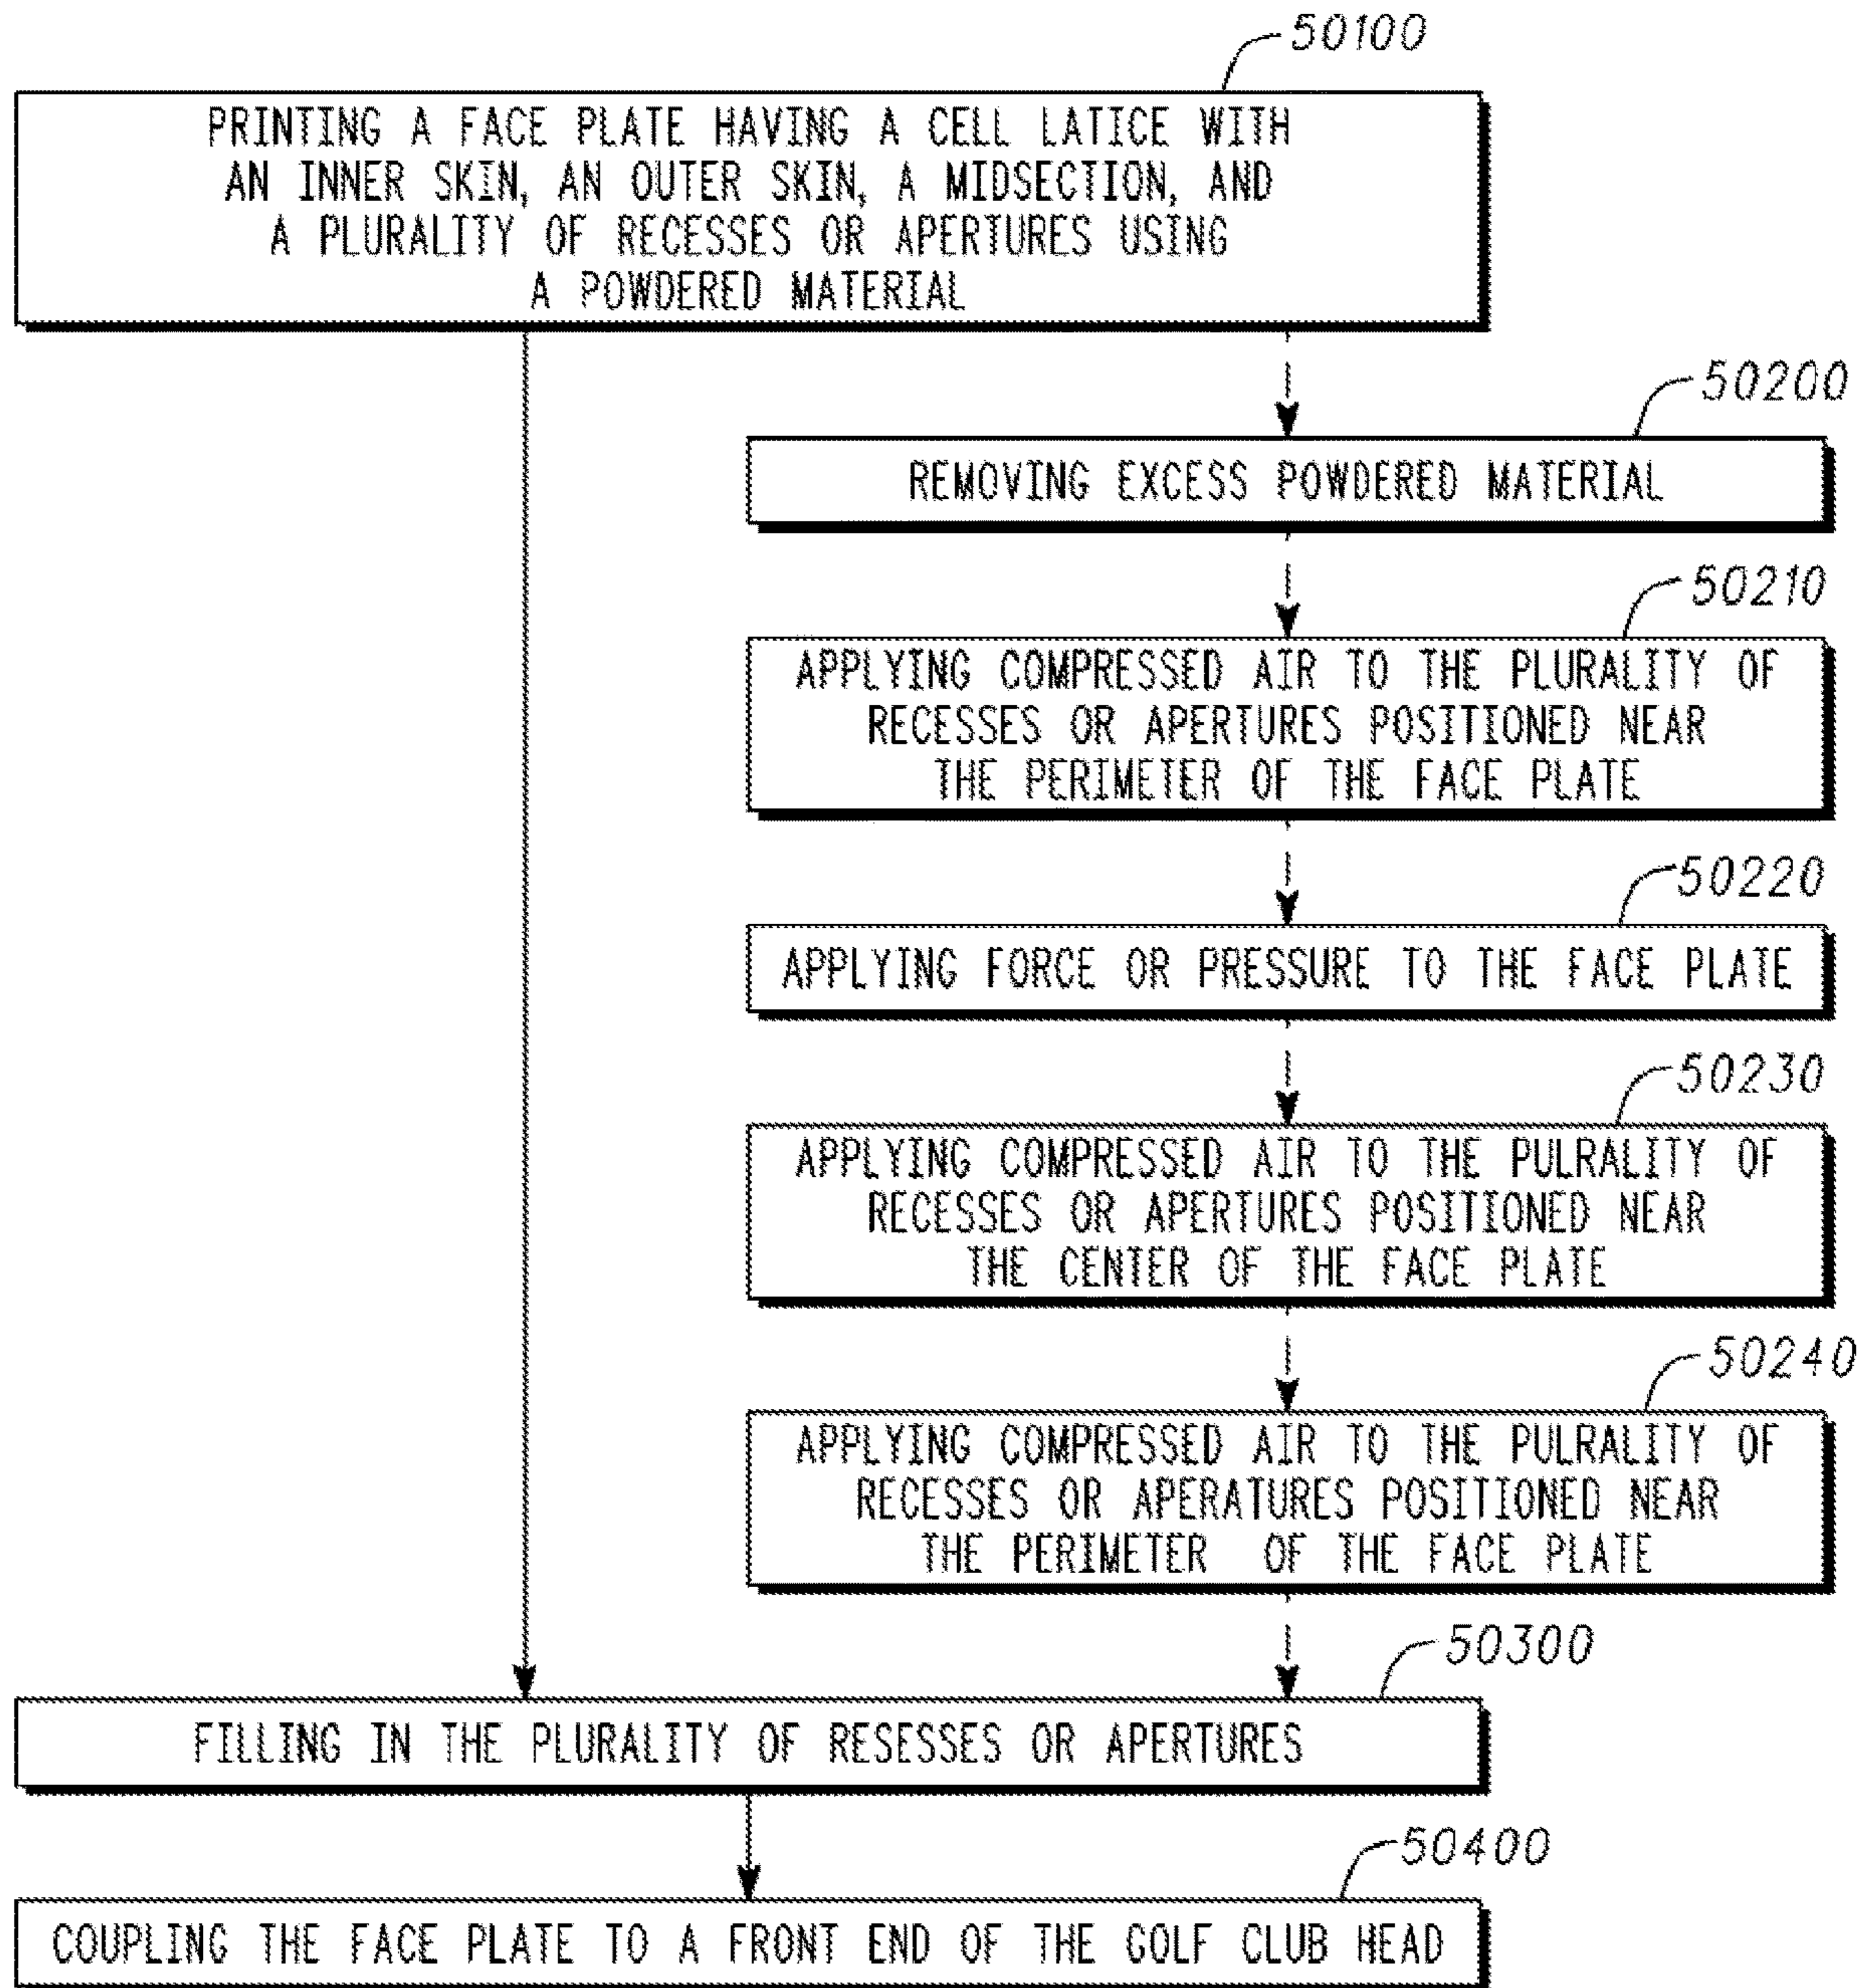 50100
PRINTING A FACE PLATE HAVING A CELL LATICE WITH
AN INNER SKIN, AN OUTER SKIN, A MIDSECTION, AND
A PLURALITY OF RECESSES OR APERTURES USING
A POWDERED MATERIAL
50200
REMOVING EXCESS POWDERED MATERIAL
50210
APPLYING COMPRESSED AIR TO THE PLURALITY OF
RECESSES OR APERTURES POSITIONED NEAR
THE PERIMETER OF THE FACE PLATE
50220
APPLYING FORCE OR PRESSURE TO THE FACE PLATE
50230
APPLYING COMPRESSED AIR TO THE PULRALITY OF
RECESSES OR APERTURES POSITIONED NEAR
THE CENTER OF THE FACE PLATE
50240
APPLYING COMPRESSED AIR TO THE PULRALITY OF
RECESSES OR APERATURES POSITIONED NEAR
THE PERIMETER OF THE FACE PLATE
50300
FILLING IN THE PLURALITY OF RESESSES OR APERTURES
50400
COUPLING THE FACE PLATE TO A FRONT END OF THE GOLF CLUB HEAD